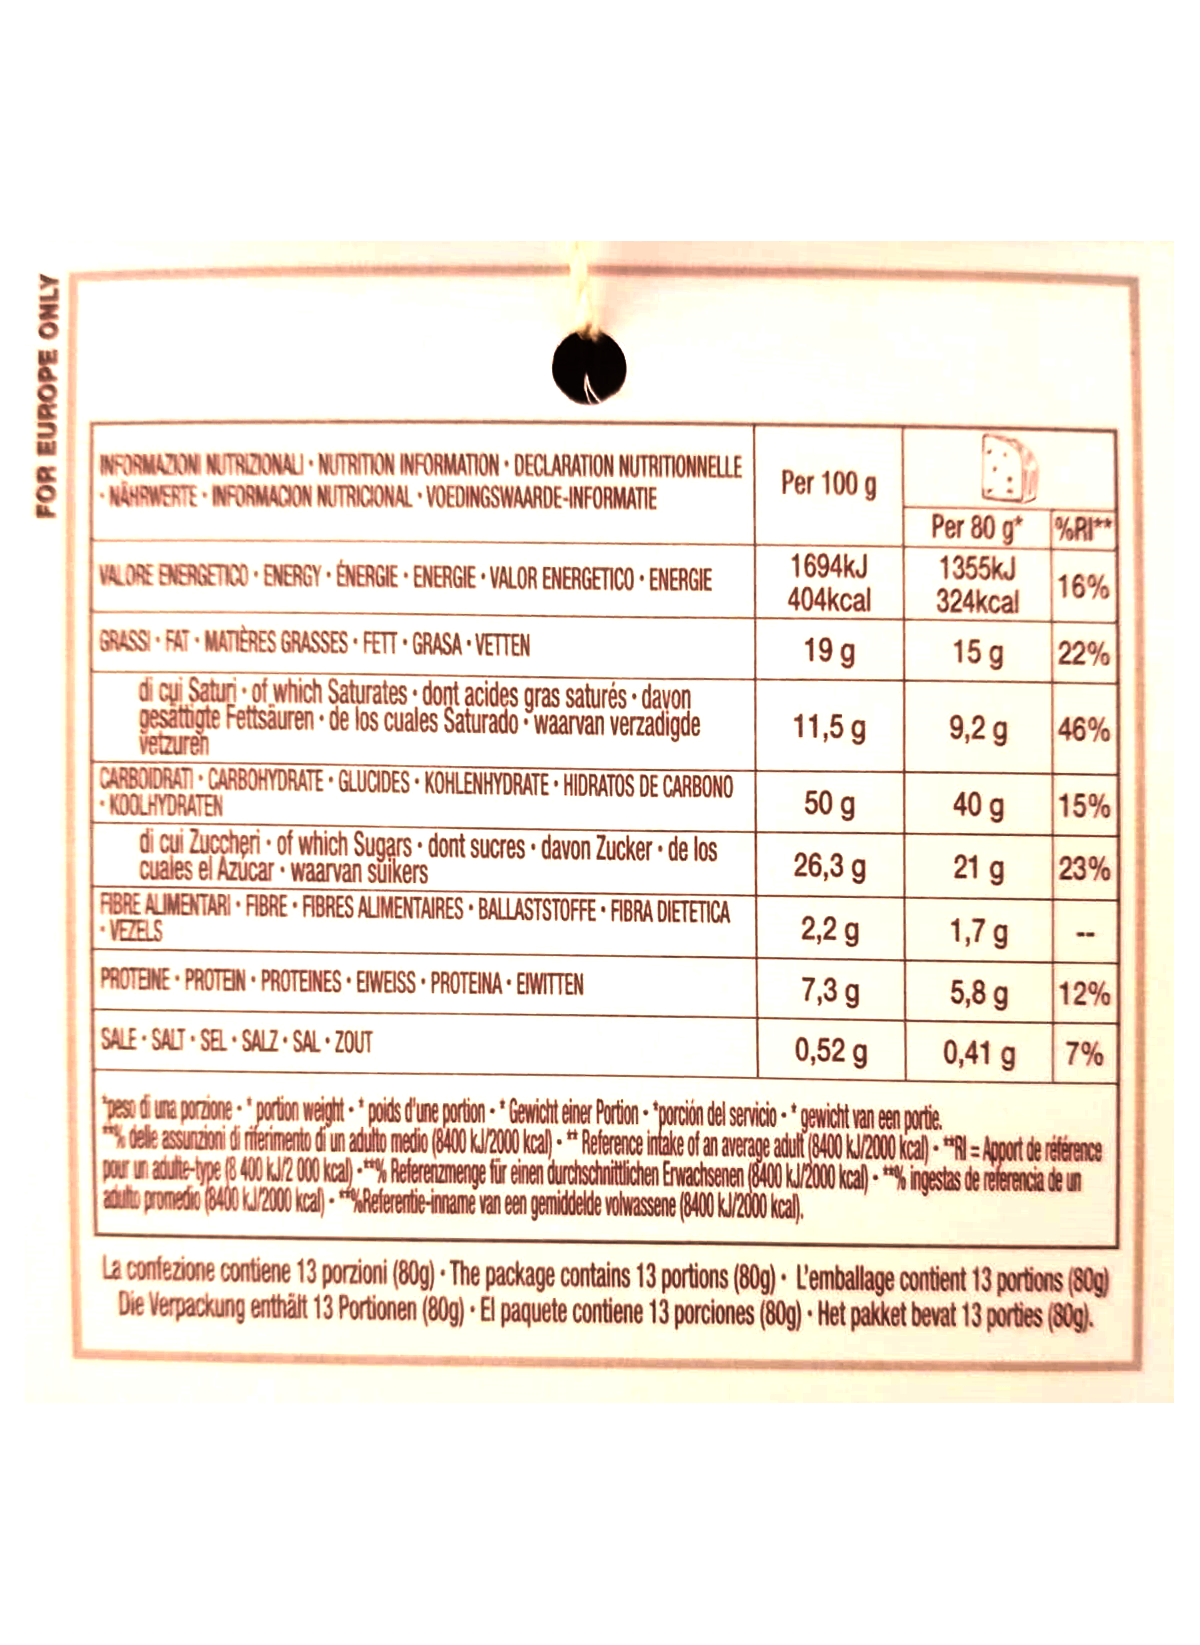 FOR EUROPE ONLY
INFORMAZIONI NUTRIZIONALI • NUTRITION INFORMATION • DECLARATION NUTRITIONNELLE
• NÄHRWERTE • INFORMACION NUTRICIONAL • VOEDINGSWAARDE-INFORMATIE
Per 100 g
Per 80 g* %RI**
VALORE ENERGETICO • ENERGY • ÉNERGIE • ENERGIE • VALOR ENERGETICO • ENERGIE
1694kJ 1355kJ
404kcal 324kcal 16%
GRASSI • FAT • MATIÈRES GRASSES • FETT • GRASA • VETTEN 19 g 15 g 22%
di cui Saturi • of which Saturates • dont acides gras saturés • davon
gesättigte Fettsäuren • de los cuales Saturado • waarvan verzadigde
vetzuren
11,5 g 9,2 g 46%
CARBOIDRATI • CARBOHYDRATE • GLUCIDES • KOHLENHYDRATE • HIDRATOS DE CARBONO
• KOOLHYDRATEN
50 g 40 g 15%
di cui Zuccheri • of which Sugars • dont sucres • davon Zucker • de los
cuales el Azúcar • waarvan suikers
26,3 g 21 g 23%
FIBRE ALIMENTARI • FIBRE • FIBRES ALIMENTAIRES • BALLASTSTOFFE • FIBRA DIETETICA
• VEZELS
2,2 g 1,7 g --
PROTEINE • PROTEIN • PROTEINES • EIWEISS • PROTEINA • EIWITTEN 7,3 g 5,8 g 12%
SALE • SALT • SEL • SALZ • SAL • ZOUT 0,52 g 0,41 g 7%
*peso di una porzione • * portion weight • * poids d'une portion • * Gewicht einer Portion • *porción del servicio • * gewicht van een portie.
**% delle assunzioni di riferimento di un adulto medio (8400 kJ/2000 kcal) • ** Reference intake of an average adult (8400 kJ/2000 kcal) • **RI = Apport de référence
pour un adulte-type (8 400 kJ/2 000 kcal) • **% Referenzmenge für einen durchschnittlichen Erwachsenen (8400 kJ/2000 kcal) • **% ingestas de referencia de un
adulto promedio (8400 kJ/2000 kcal) • **%Referentie-inname van een gemiddelde volwassene (8400 kJ/2000 kcal).
La confezione contiene 13 porzioni (80g) • The package contains 13 portions (80g) • L'emballage contient 13 portions (80g)
Die Verpackung enthält 13 Portionen (80g) • El paquete contiene 13 porciones (80g) • Het pakket bevat 13 porties (80g).